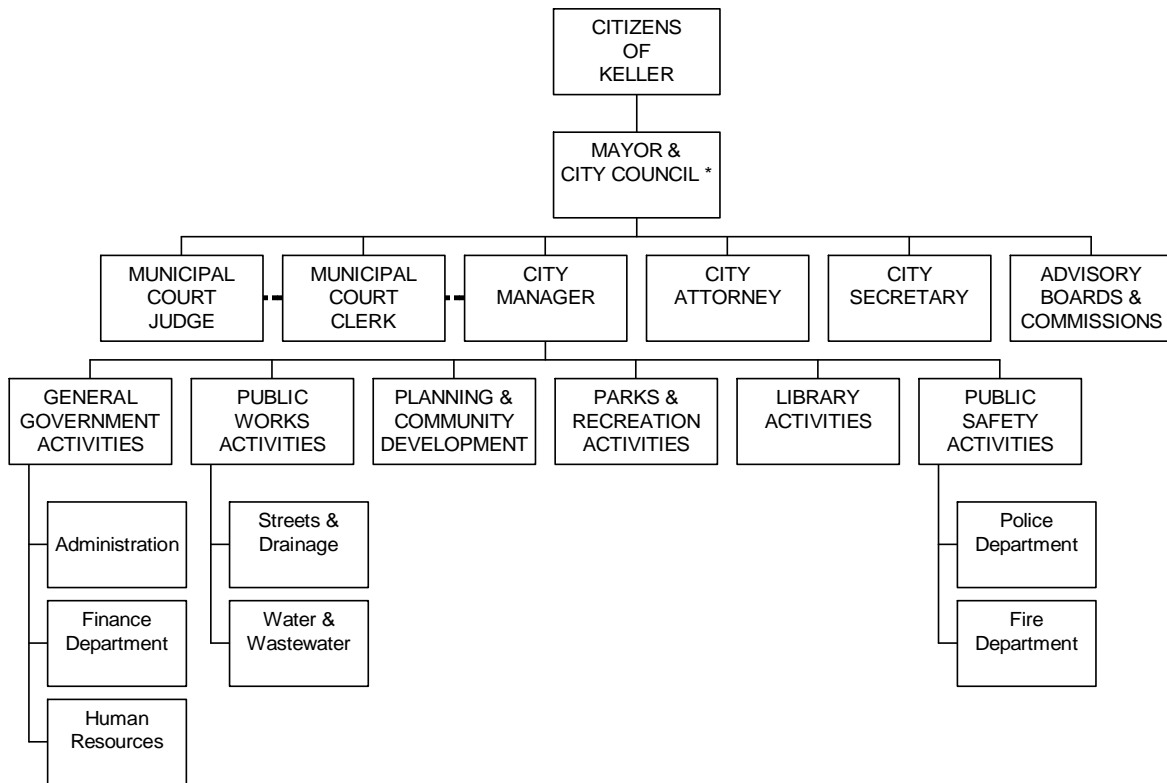 CITIZENS
OF
KELLER
MAYOR &
CITY COUNCIL *
MUNICIPAL
COURT
JUDGE
MUNICIPAL
COURT
CLERK
CITY
MANAGER
CITY
ATTORNEY
CITY
SECRETARY
ADVISORY
BOARDS &
COMMISSIONS
GENERAL
GOVERNMENT
ACTIVITIES
PUBLIC
WORKS
ACTIVITIES
PLANNING &
COMMUNITY
DEVELOPMENT
PARKS &
RECREATION
ACTIVITIES
LIBRARY
ACTIVITIES
PUBLIC
SAFETY
ACTIVITIES
Administration
Streets &
Drainage
Police
Department
Finance
Department
Water &
Wastewater
Fire
Department
Human
Resources